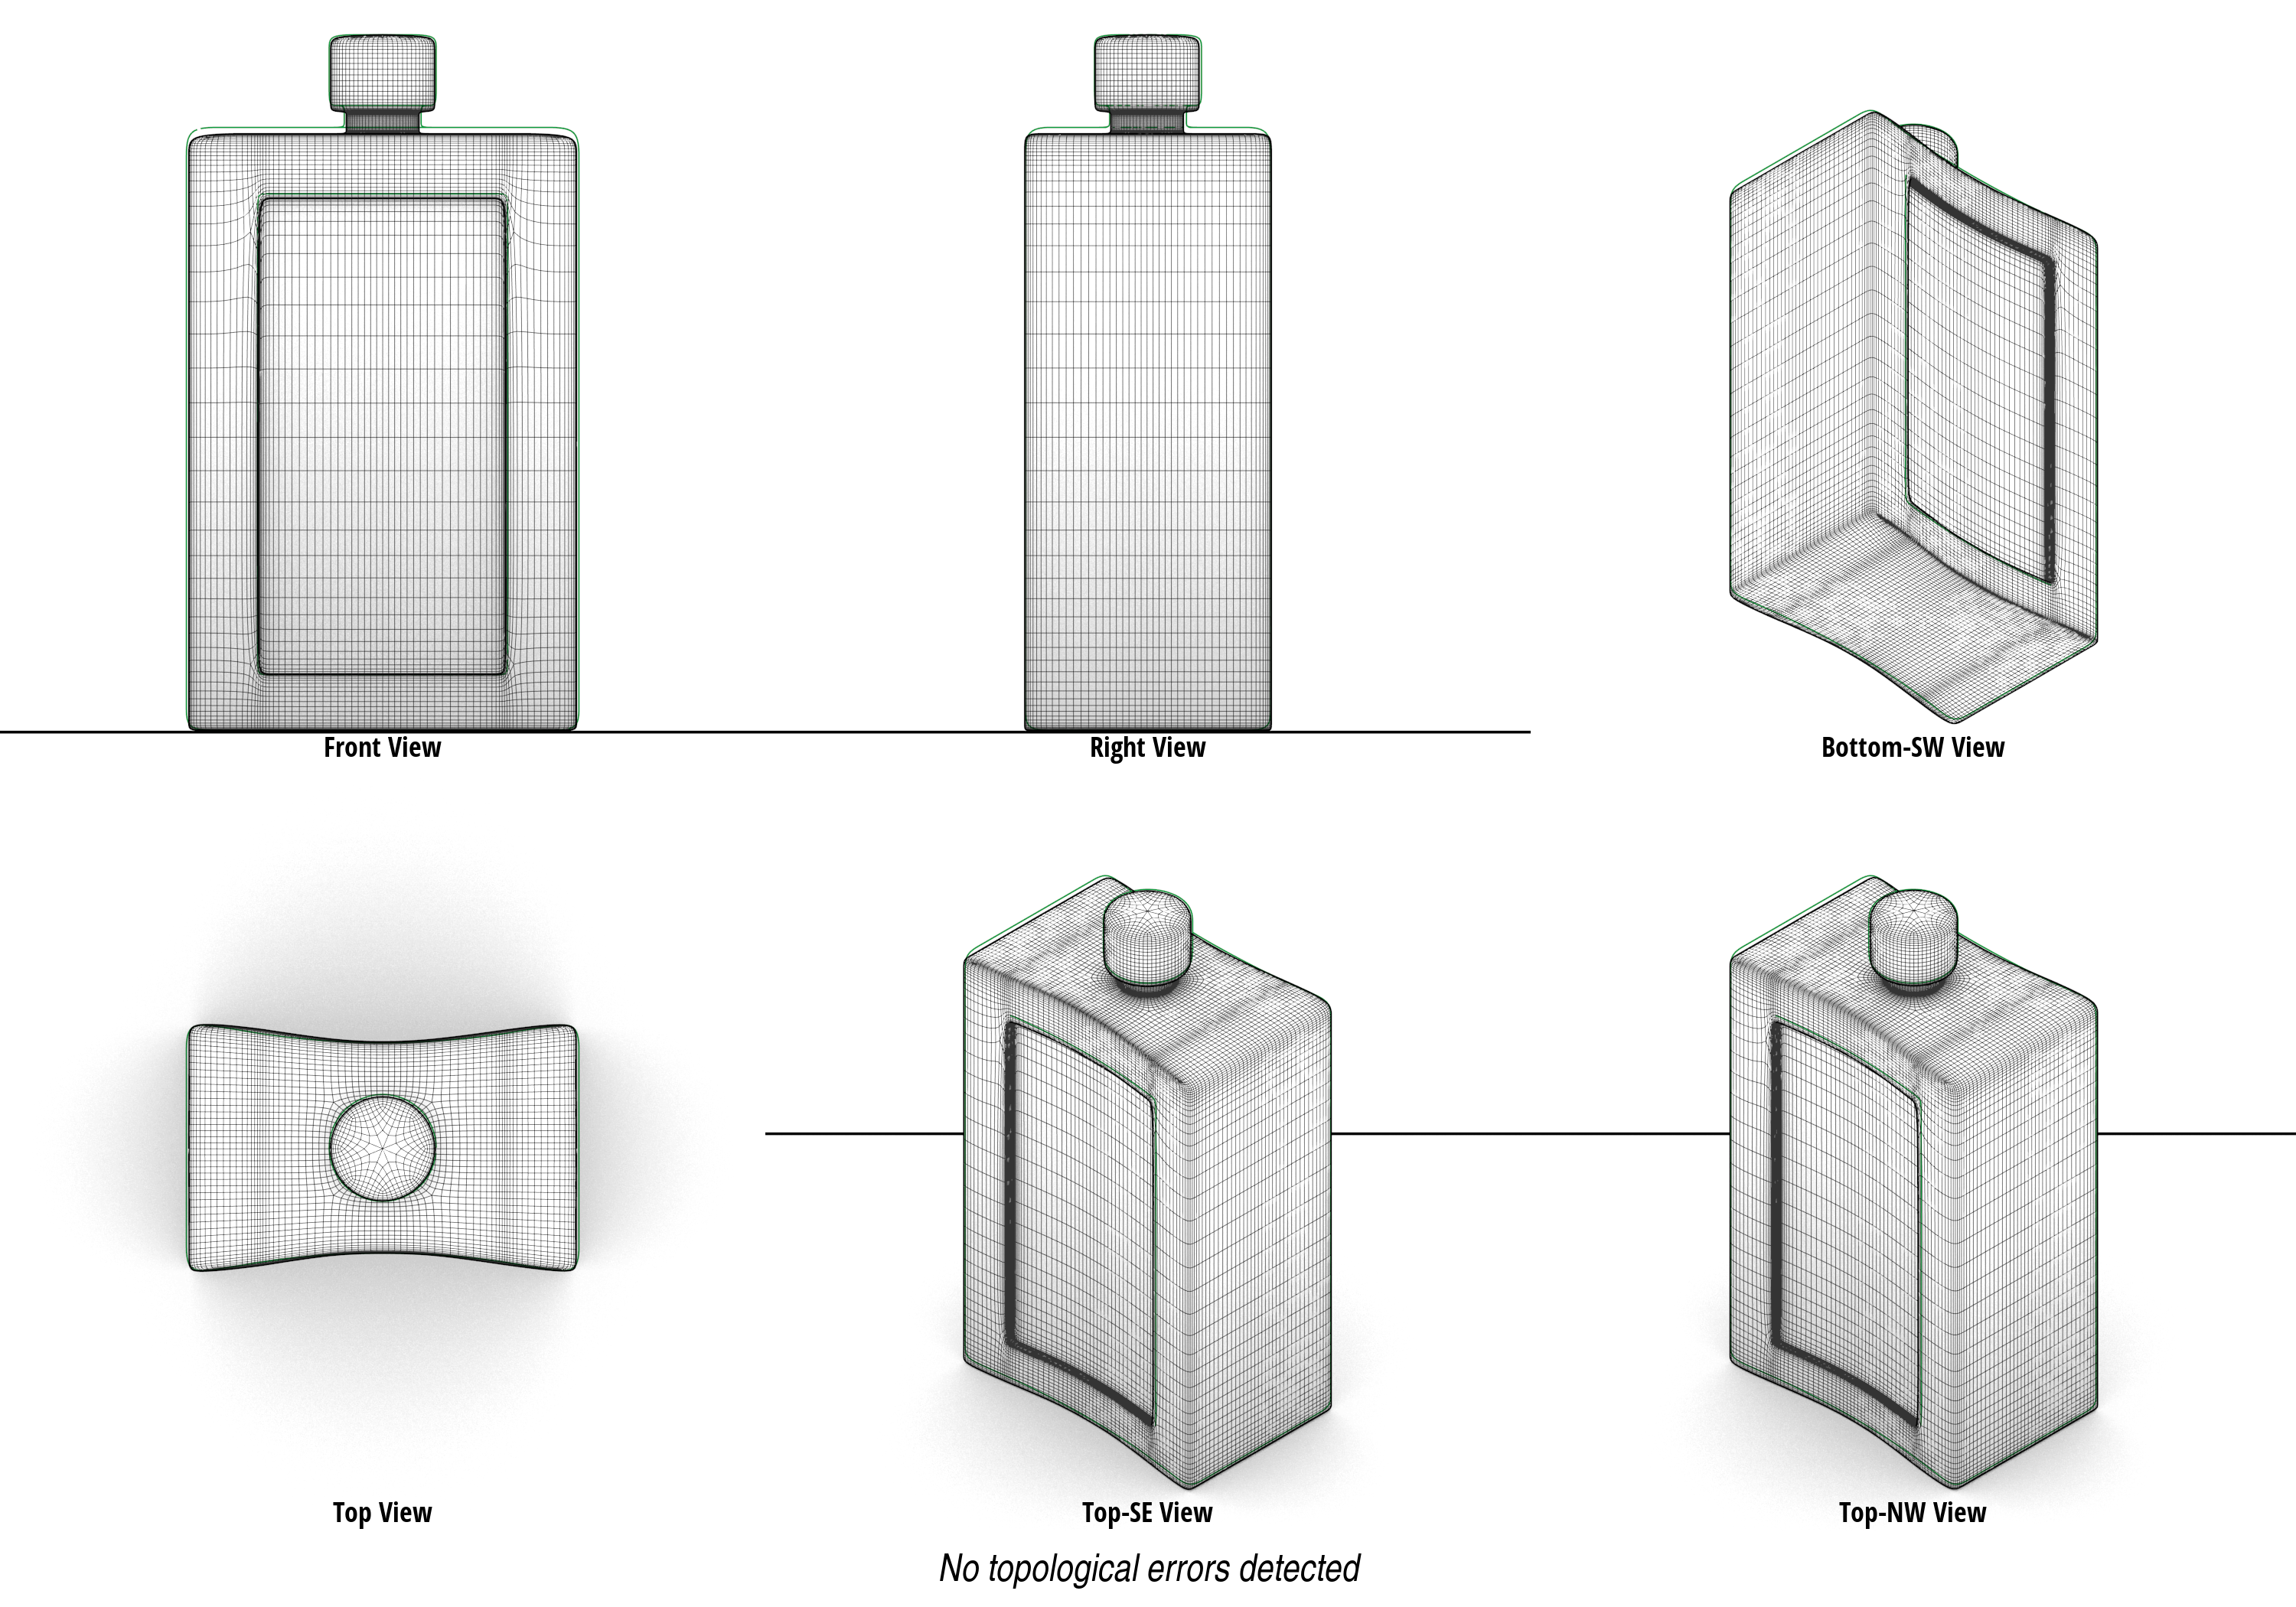 Front View
Right View
Bottom-SW View
Top View
Top-SE View
Top-NW View
No topological errors detected